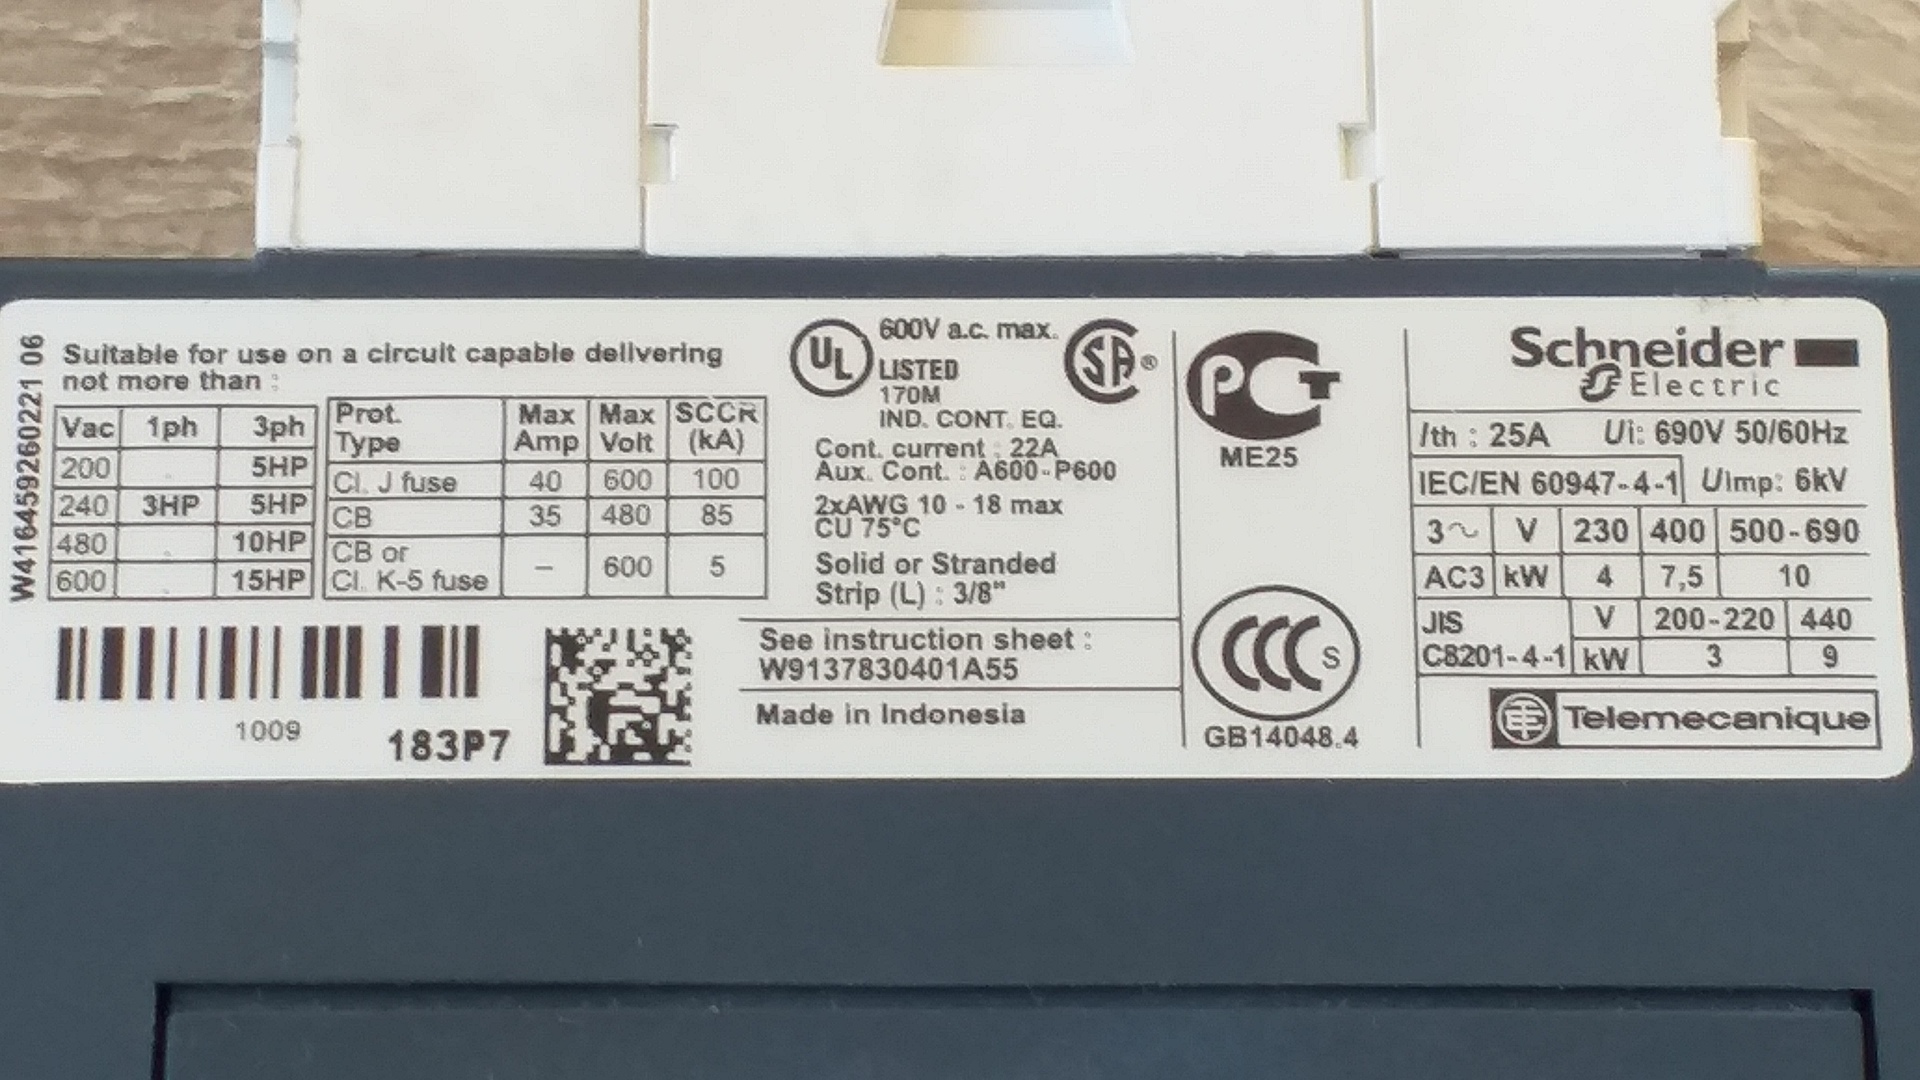 W416459260221 06
Suitable for use on a circuit capable delivering
not more than :
Vac 1ph 3ph
200 5HP
240 3HP 5HP
480 10HP
600 15HP
Prot. Type Max Amp Max Volt SCCR (kA)
Cl. J fuse 40 600 100
CB 35 480 85
CB or Cl. K-5 fuse – 600 5
1009
183P7
UL
600V a.c. max.
LISTED
170M
IND. CONT. EQ.
SA ®
Cont. current : 22A
Aux. Cont. : A600-P600
2xAWG 10 - 18 max
CU 75°C
Solid or Stranded
Strip (L) : 3/8"
See instruction sheet :
W9137830401A55
Made in Indonesia
PCT
ME25
CCC S
GB14048.4
Schneider
Electric
Ith : 25A Ui: 690V 50/60Hz
IEC/EN 60947-4-1 Uimp: 6kV
3~ V 230 400 500-690
AC3 kW 4 7,5 10
JIS C8201-4-1 V 200-220 440
kW 3 9
Telemecanique